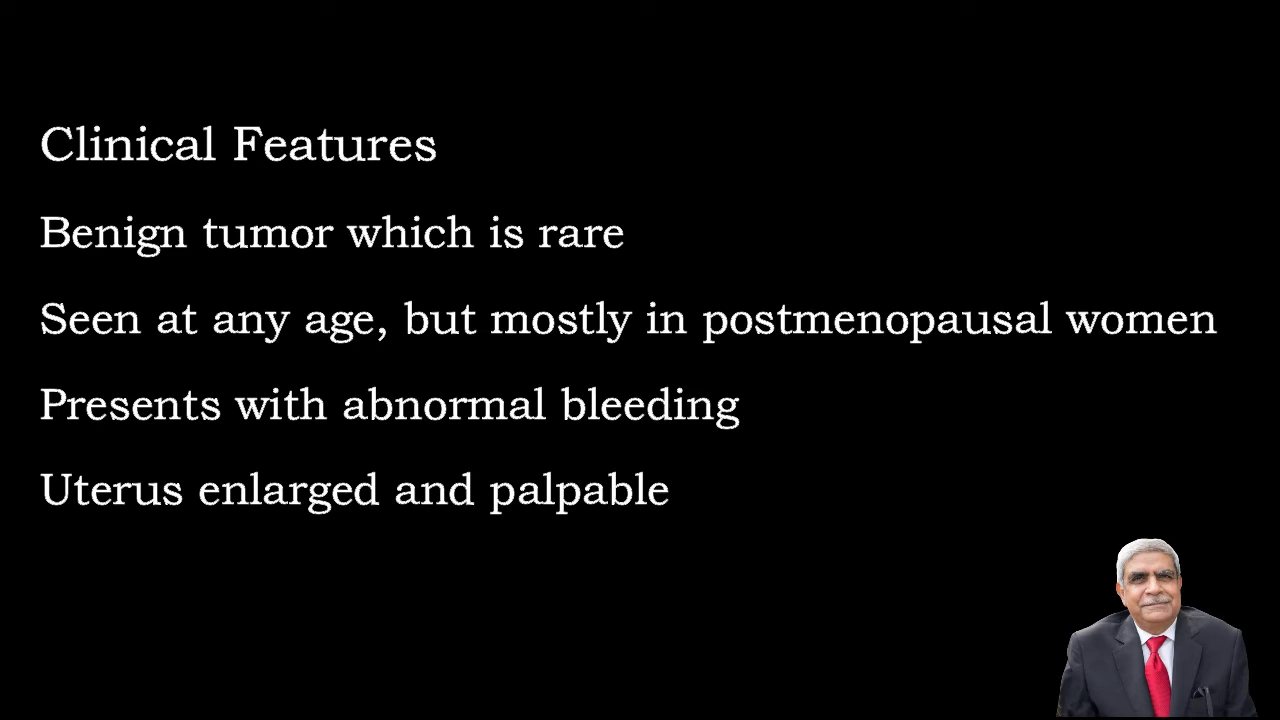 Clinical Features
Benign tumor which is rare
Seen at any age, but mostly in postmenopausal women
Presents with abnormal bleeding
Uterus enlarged and palpable